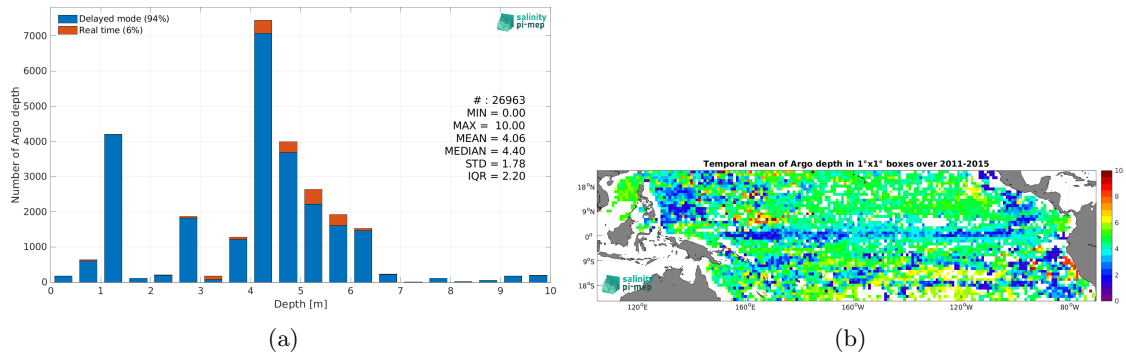 Delayed mode (94%)
Real time (6%)
salinity
pi-mep
Number of Argo depth
7000
6000
5000
4000
3000
2000
1000
0
# : 26963
MIN = 0.00
MAX = 10.00
MEAN = 4.06
MEDIAN = 4.40
STD = 1.78
IQR = 2.20
0 1 2 3 4 5 6 7 8 9 10
Depth [m]
(a)
Temporal mean of Argo depth in 1°x1° boxes over 2011-2015
18°N
9°N
0°
9°S
18°S
120°E 160°E 160°W 120°W 80°W
salinity
pi-mep
10
8
6
4
2
0
(b)